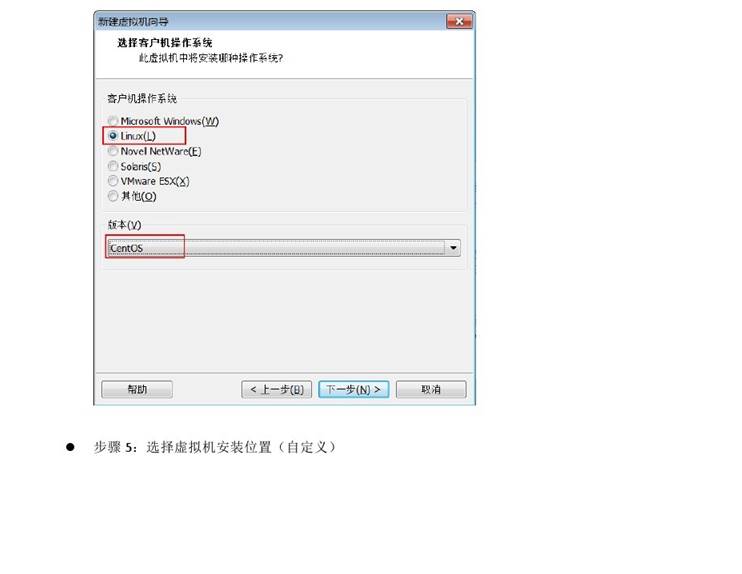 新建虚拟机向导
选择客户机操作系统
此虚拟机中将安装哪种操作系统?
客户机操作系统
Microsoft Windows(W)
Linux(L)
Novell NetWare(E)
Solaris(S)
VMware ESX(X)
其他(O)
版本(V)
CentOS
帮助
< 上一步(B)
下一步(N) >
取消
● 步骤 5：选择虚拟机安装位置（自定义）